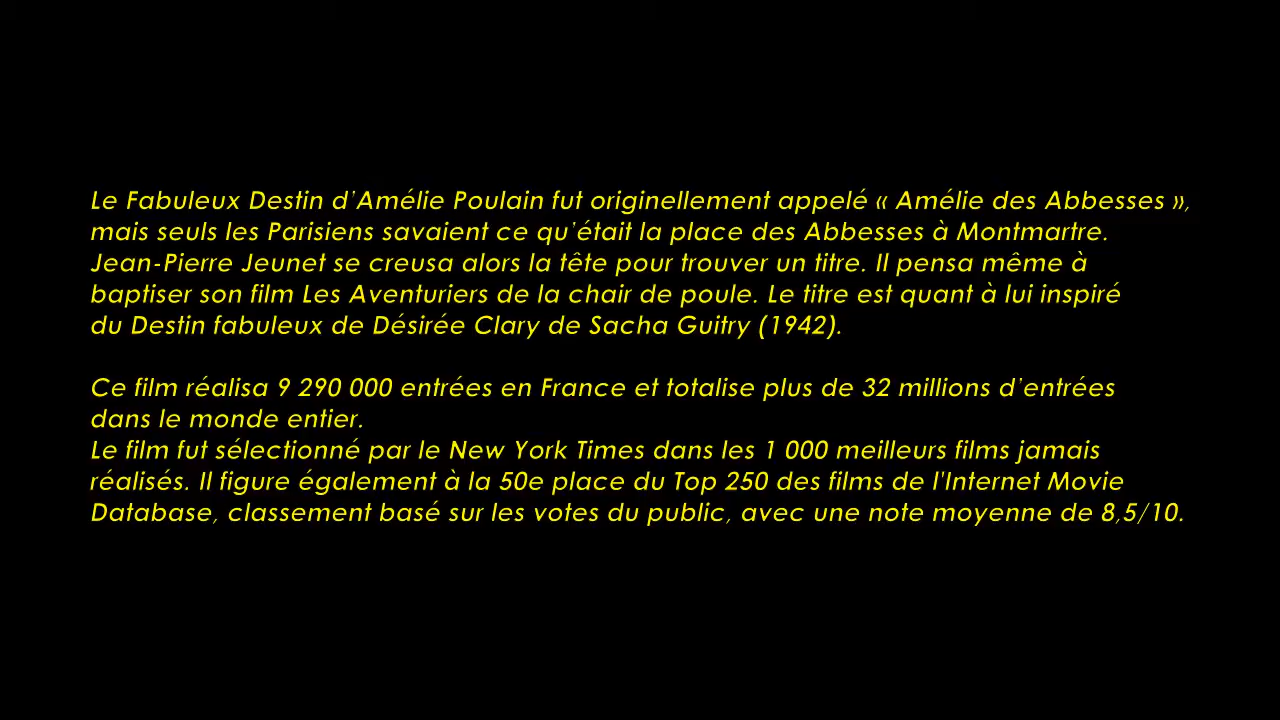 Le Fabuleux Destin d’Amélie Poulain fut originellement appelé « Amélie des Abbesses »,
mais seuls les Parisiens savaient ce qu’était la place des Abbesses à Montmartre.
Jean-Pierre Jeunet se creusa alors la tête pour trouver un titre. Il pensa même à
baptiser son film Les Aventuriers de la chair de poule. Le titre est quant à lui inspiré
du Destin fabuleux de Désirée Clary de Sacha Guitry (1942).
Ce film réalisa 9 290 000 entrées en France et totalise plus de 32 millions d’entrées
dans le monde entier.
Le film fut sélectionné par le New York Times dans les 1 000 meilleurs films jamais
réalisés. Il figure également à la 50e place du Top 250 des films de l'Internet Movie
Database, classement basé sur les votes du public, avec une note moyenne de 8,5/10.